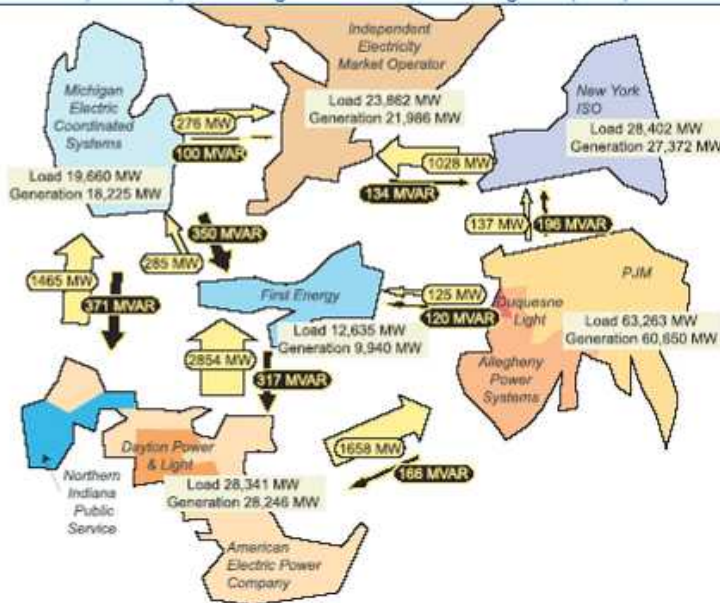 Independent
Electricity
Market Operator
Load 23,862 MW
Generation 21,986 MW
Michigan
Electric
Coordinated
Systems
Load 19,660 MW
Generation 18,225 MW
276 MW
100 MVAR
New York
ISO
Load 28,402 MW
Generation 27,372 MW
1028 MW
134 MVAR
137 MW
196 MVAR
350 MVAR
285 MW
1465 MW
371 MVAR
First Energy
Load 12,635 MW
Generation 9,940 MW
125 MW
120 MVAR
PJM
Duquesne
Light
Load 63,263 MW
Generation 60,650 MW
Allegheny
Power
Systems
2854 MW
317 MVAR
1658 MW
166 MVAR
Dayton Power
& Light
Load 28,341 MW
Generation 28,246 MW
Northern
Indiana
Public
Service
American
Electric Power
Company